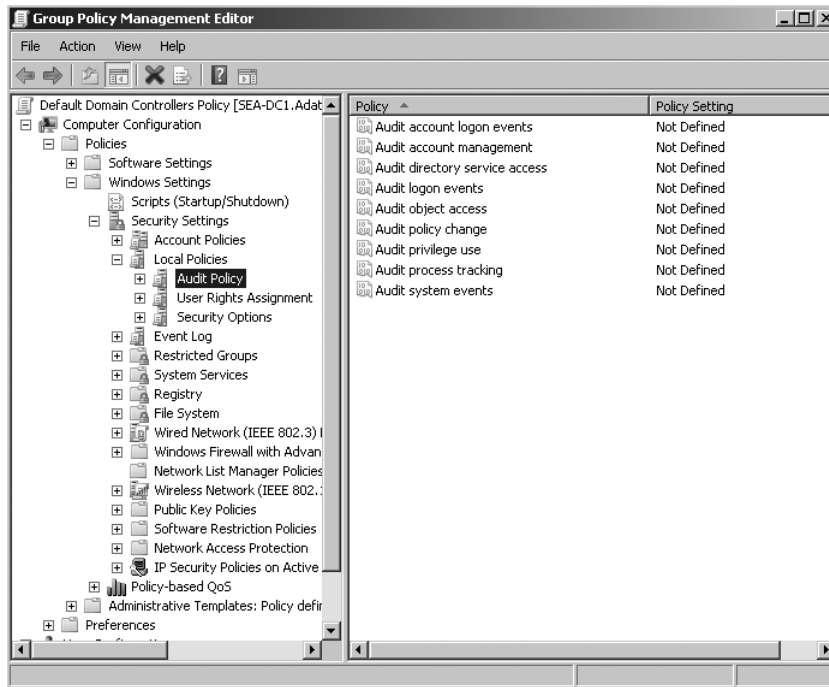 Group Policy Management Editor
File Action View Help
Default Domain Controllers Policy [SEA-DC1.Adat
Computer Configuration
Policies
Software Settings
Windows Settings
Scripts (Startup/Shutdown)
Security Settings
Account Policies
Local Policies
Audit Policy
User Rights Assignment
Security Options
Event Log
Restricted Groups
System Services
Registry
File System
Wired Network (IEEE 802.3)
Windows Firewall with Advan
Network List Manager Policies
Wireless Network (IEEE 802.
Public Key Policies
Software Restriction Policies
Network Access Protection
IP Security Policies on Active
Policy-based QoS
Administrative Templates: Policy defir
Preferences
Policy Policy Setting
Audit account logon events Not Defined
Audit account management Not Defined
Audit directory service access Not Defined
Audit logon events Not Defined
Audit object access Not Defined
Audit policy change Not Defined
Audit privilege use Not Defined
Audit process tracking Not Defined
Audit system events Not Defined